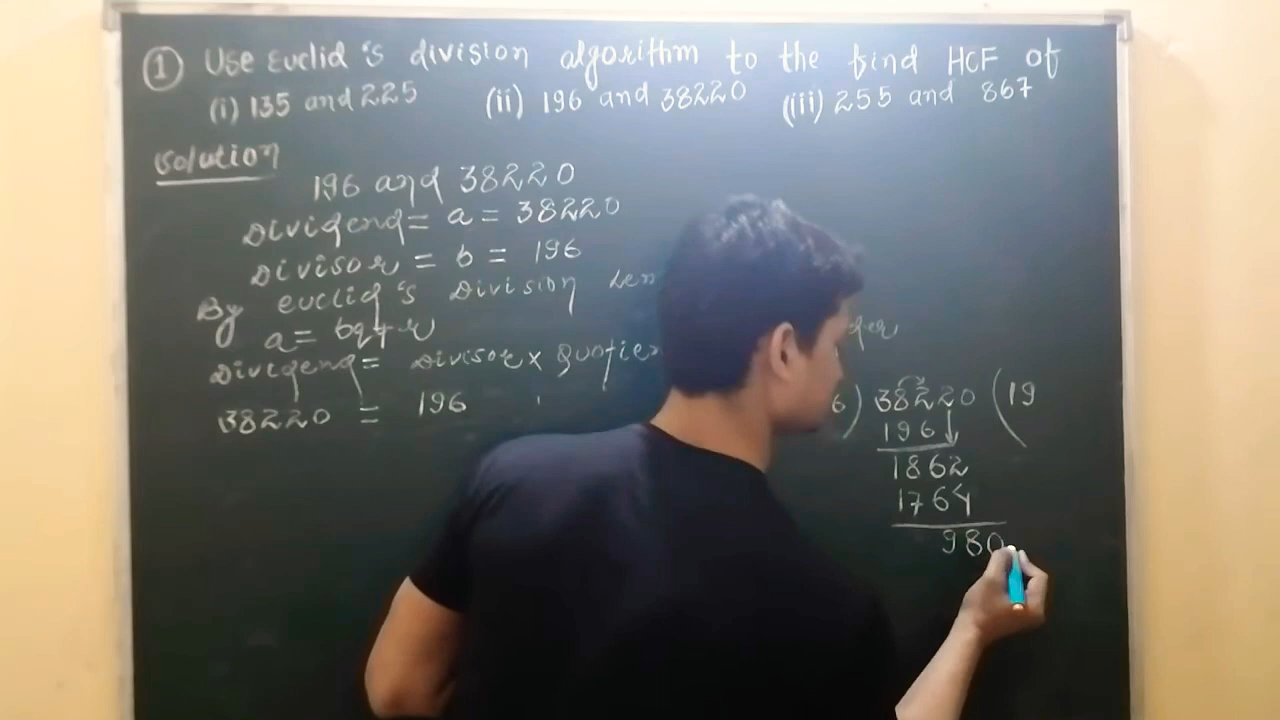 ① Use Euclid's division algorithm to the find HCF of
(i) 135 and 225 (ii) 196 and 38220 (iii) 255 and 867
Solution
196 and 38220
Dividend = a = 38220
Divisor = b = 196
By euclid's Division
a = bq+r
Dividend = Divisor x
38220 = 196
6) 38220 (19
196
1862
1764
980